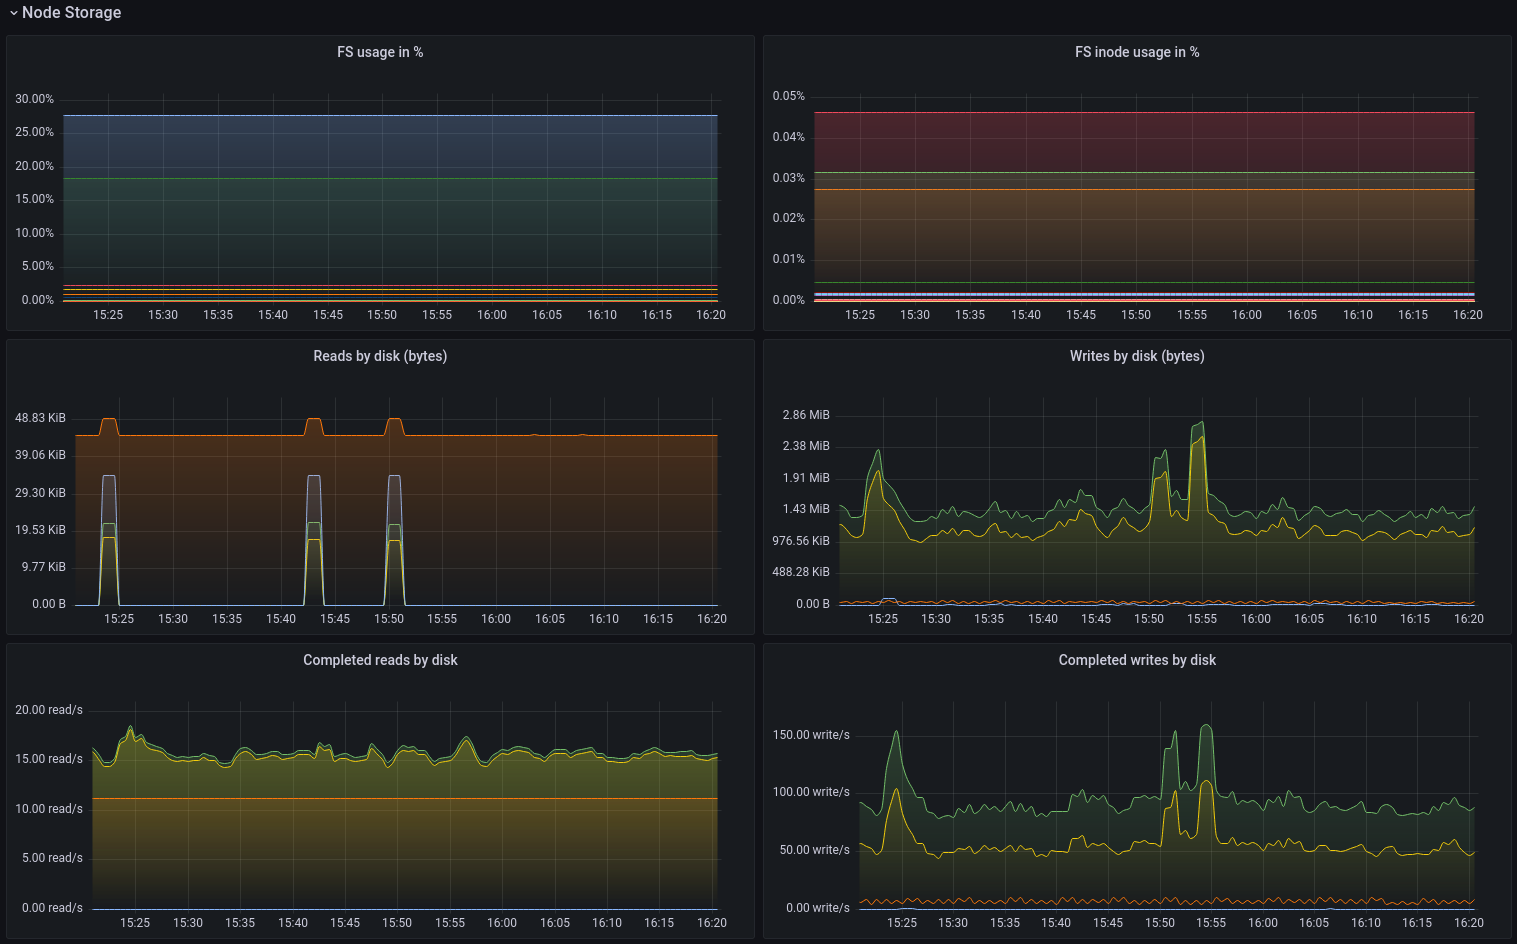 Node Storage
FS usage in %
30.00%
25.00%
20.00%
15.00%
10.00%
5.00%
0.00%
15:25 15:30 15:35 15:40 15:45 15:50 15:55 16:00 16:05 16:10 16:15 16:20
FS inode usage in %
0.05%
0.04%
0.03%
0.02%
0.01%
0.00%
15:25 15:30 15:35 15:40 15:45 15:50 15:55 16:00 16:05 16:10 16:15 16:20
Reads by disk (bytes)
48.83 KiB
39.06 KiB
29.30 KiB
19.53 KiB
9.77 KiB
0.00 B
15:25 15:30 15:35 15:40 15:45 15:50 15:55 16:00 16:05 16:10 16:15 16:20
Writes by disk (bytes)
2.86 MiB
2.38 MiB
1.91 MiB
1.43 MiB
976.56 KiB
488.28 KiB
0.00 B
15:25 15:30 15:35 15:40 15:45 15:50 15:55 16:00 16:05 16:10 16:15 16:20
Completed reads by disk
20.00 read/s
15.00 read/s
10.00 read/s
5.00 read/s
0.00 read/s
15:25 15:30 15:35 15:40 15:45 15:50 15:55 16:00 16:05 16:10 16:15 16:20
Completed writes by disk
150.00 write/s
100.00 write/s
50.00 write/s
0.00 write/s
15:25 15:30 15:35 15:40 15:45 15:50 15:55 16:00 16:05 16:10 16:15 16:20